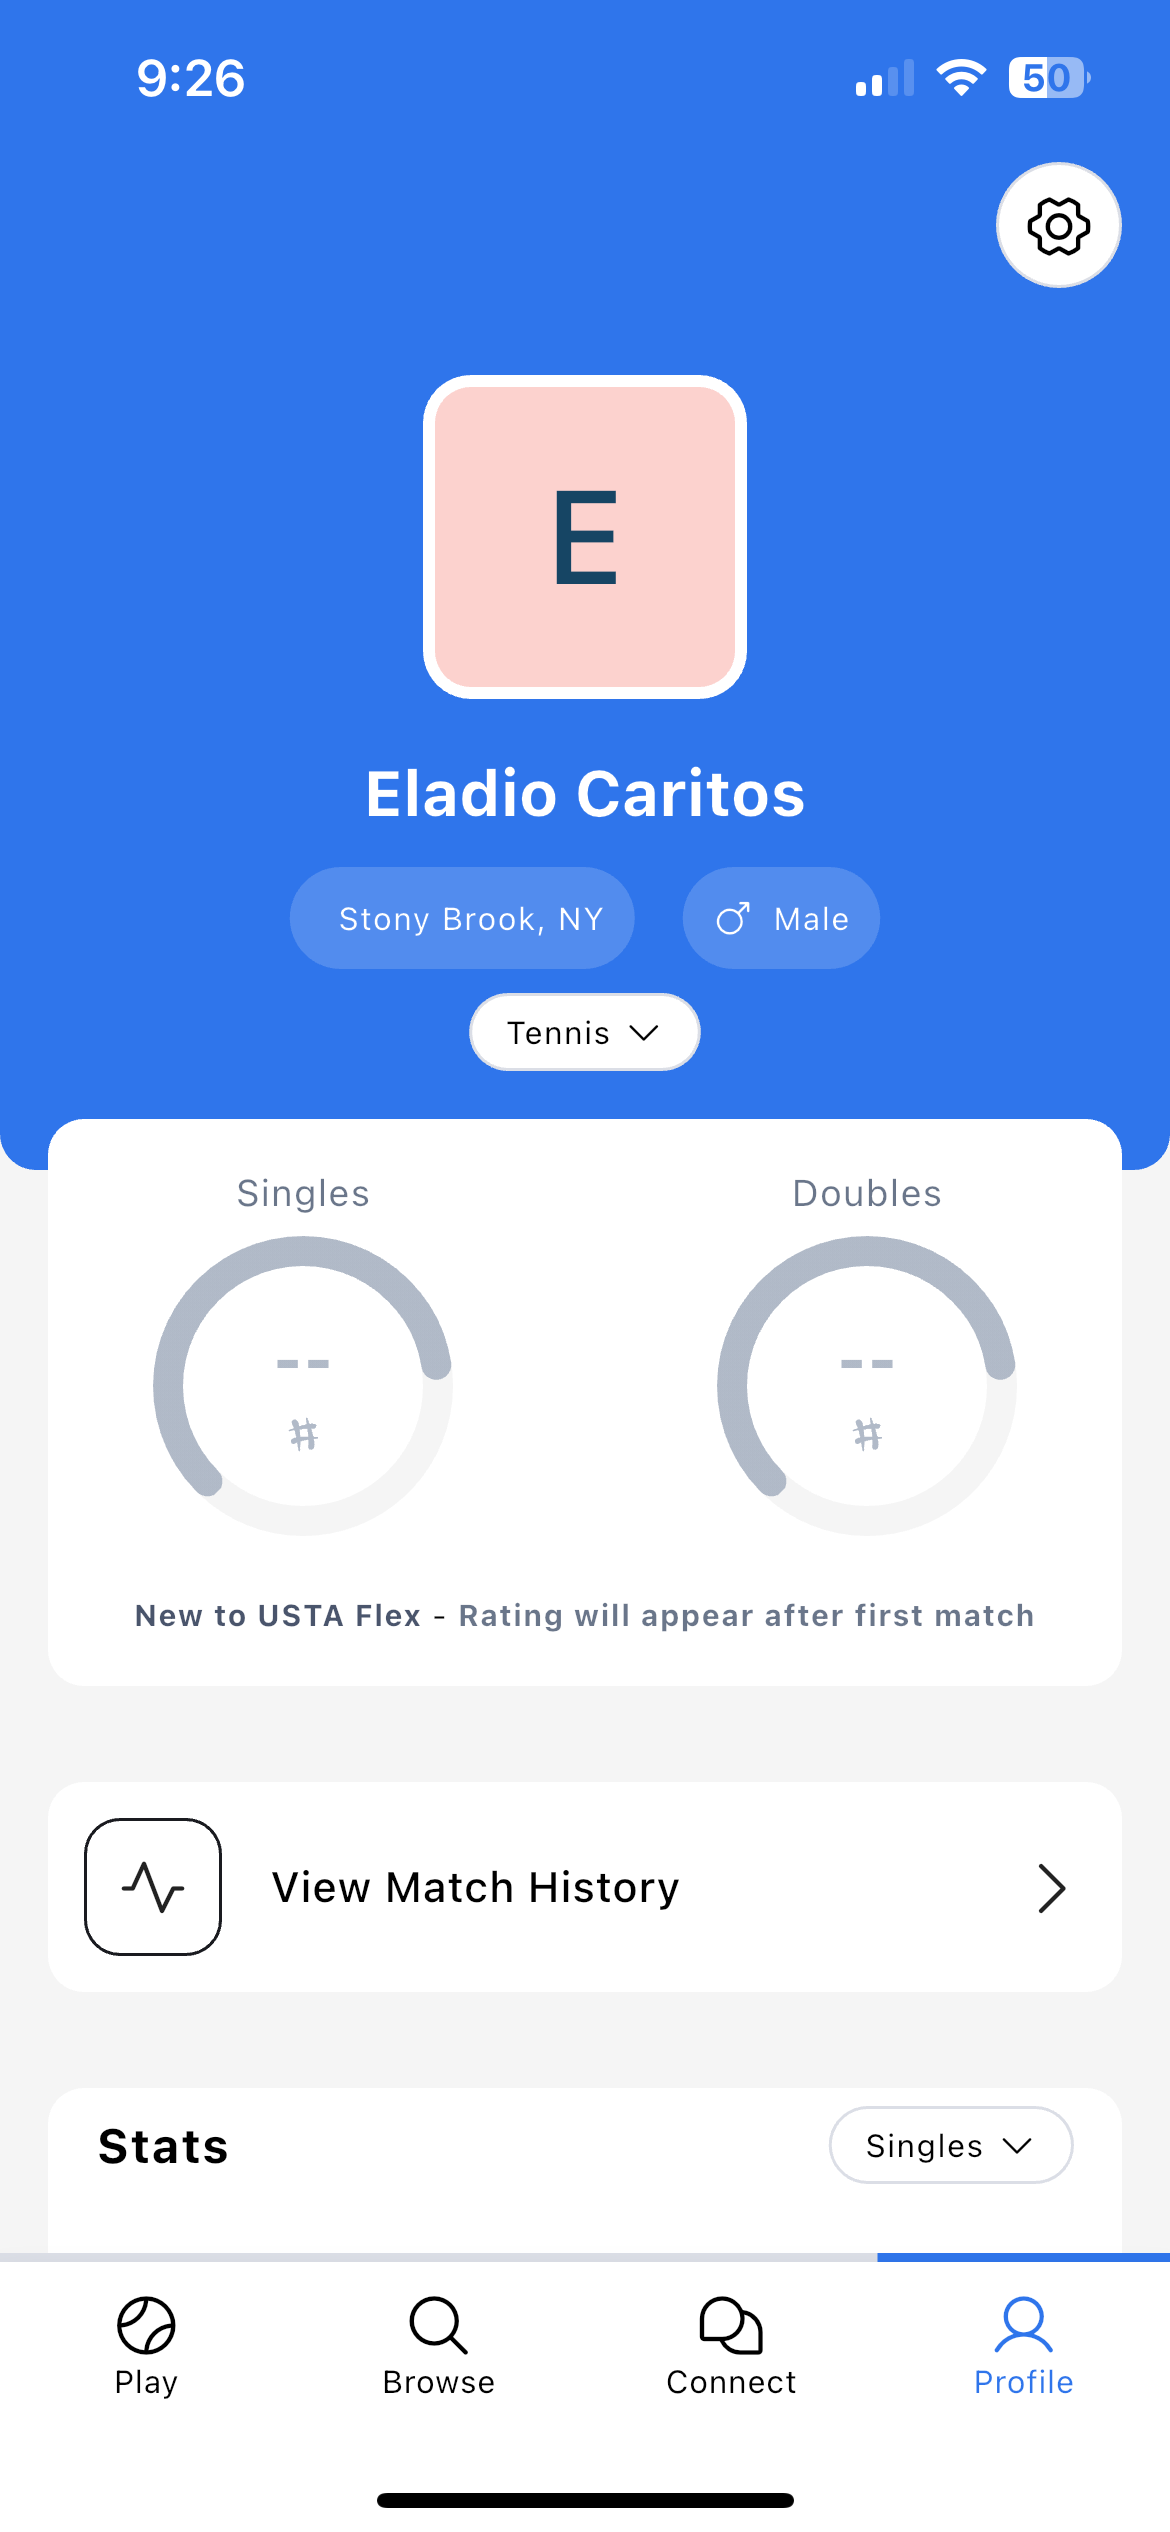 9:26
50
E
Eladio Caritos
Stony Brook, NY
Male
Tennis
Singles
Doubles
--
--
#
#
New to USTA Flex - Rating will appear after first match
View Match History
Stats
Singles
Play
Browse
Connect
Profile